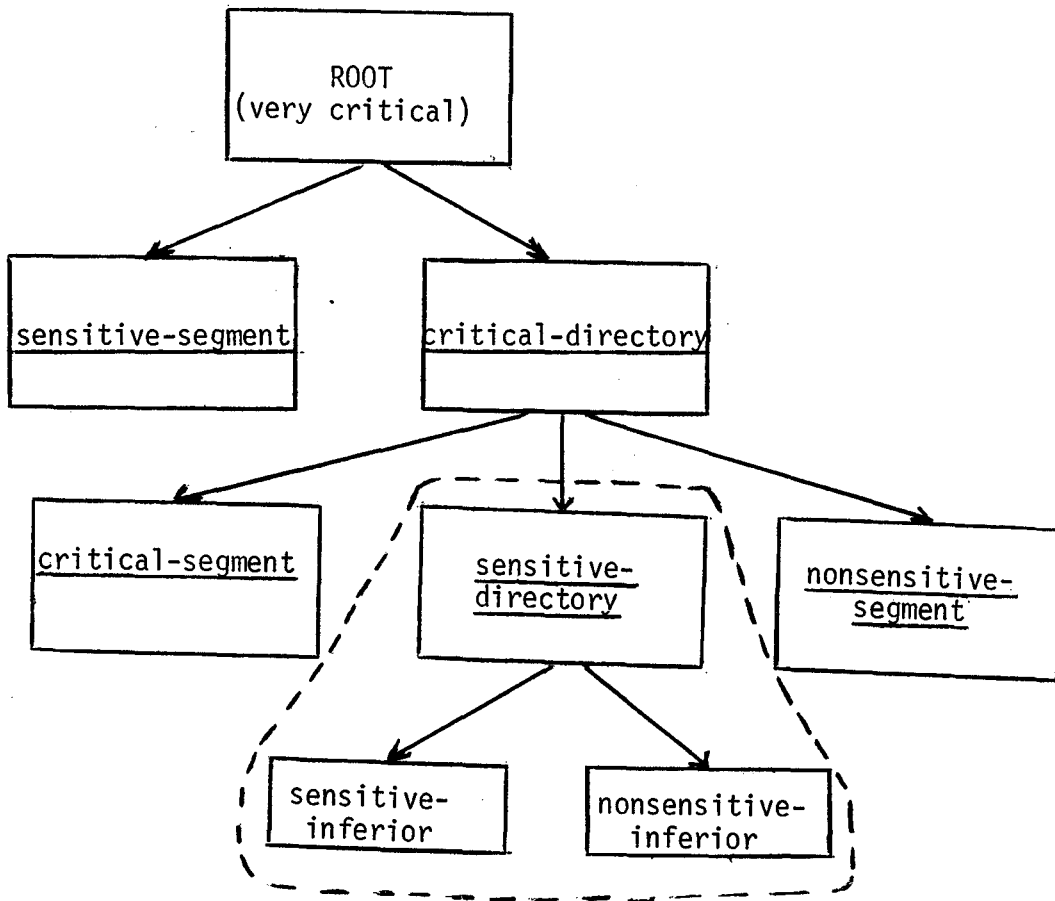 ROOT
(very critical)
sensitive-segment
critical-directory
critical-segment
sensitive-
directory
nonsensitive-
segment
sensitive-
inferior
nonsensitive-
inferior